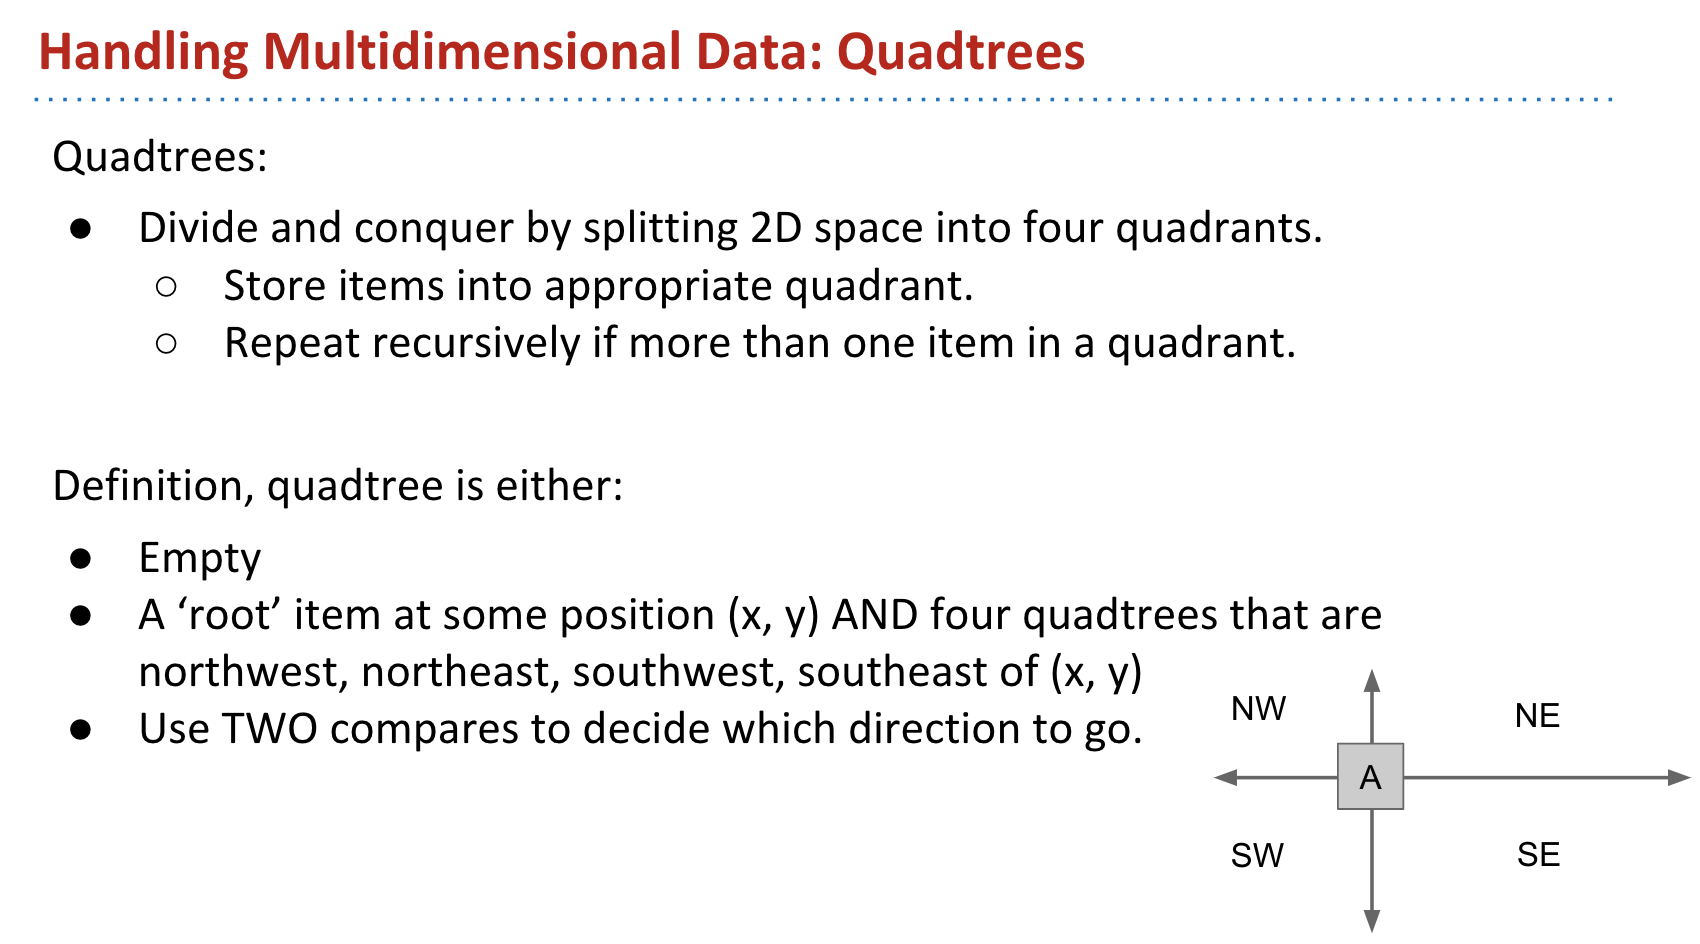 Handling Multidimensional Data: Quadtrees
Quadtrees:
● Divide and conquer by splitting 2D space into four quadrants.
○ Store items into appropriate quadrant.
○ Repeat recursively if more than one item in a quadrant.
Definition, quadtree is either:
● Empty
● A ‘root’ item at some position (x, y) AND four quadtrees that are
northwest, northeast, southwest, southeast of (x, y)
● Use TWO compares to decide which direction to go.
NW
NE
A
SW
SE